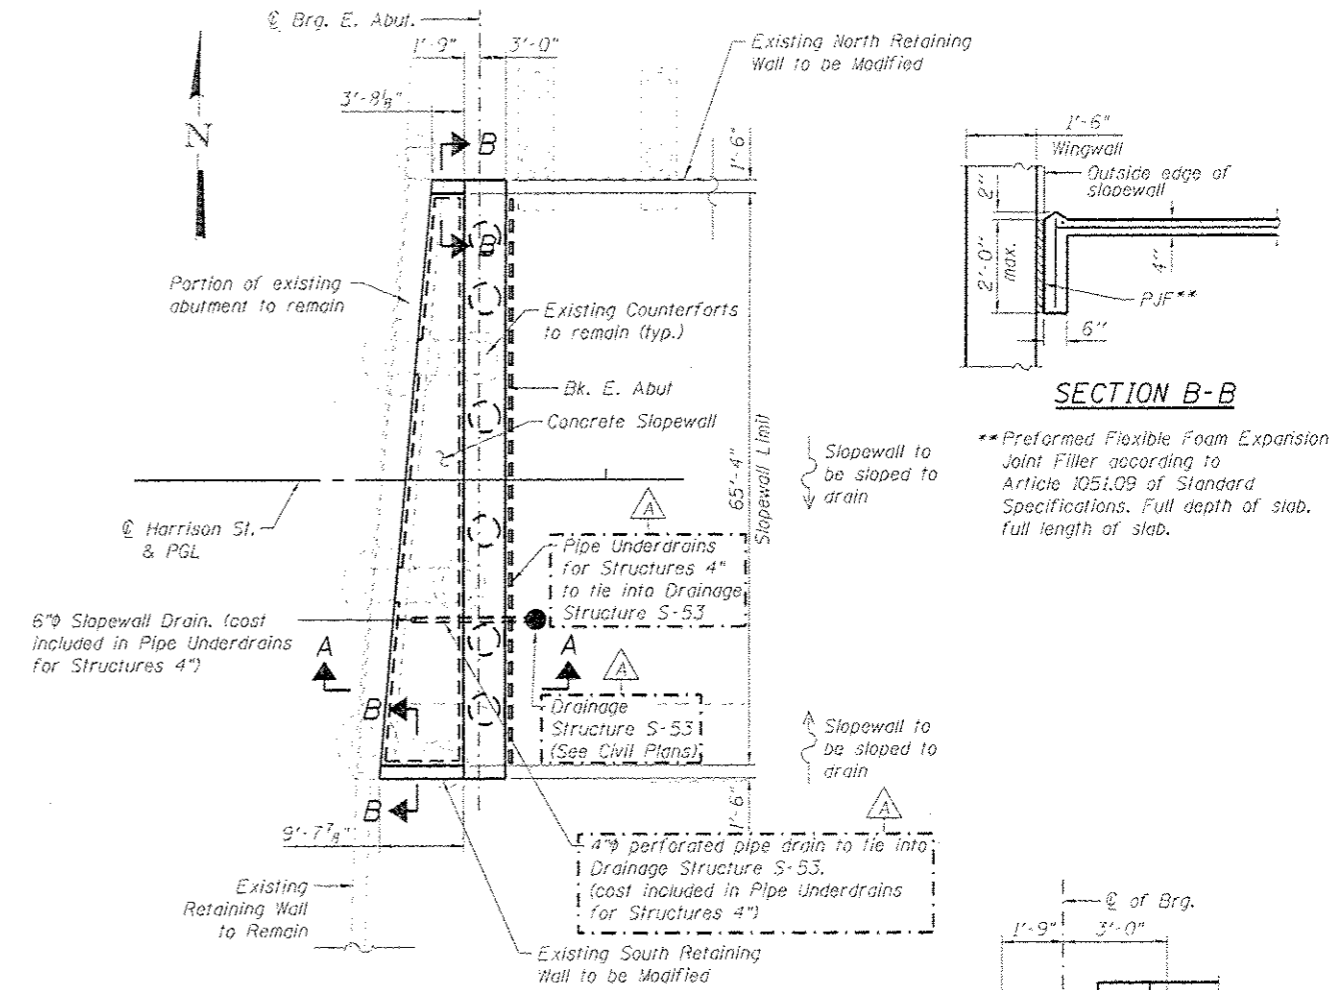 ℄ Brg. E. Abut.
1'-9"
3'-0"
Existing North Retaining
Wall to be Modified
3'-8⅛"
N
B
1'-6"
B
Portion of existing
abutment to remain
Existing Counterforts
to remain (typ.)
Bk. E. Abut
Concrete Slopewall
65'-4"
Slopewall Limit
Slopewall to
be sloped to
drain
℄ Harrison St.
& PGL
A
Pipe Underdrains
for Structures 4"
to tie into Drainage
Structure S-53
6"φ Slopewall Drain. (cost
included in Pipe Underdrains
for Structures 4")
A
A
A
B
Drainage
Structure S-53
(See Civil Plans)
Slopewall to
be sloped to
drain
B
1'-6"
A
9'-7⅞"
4"φ perforated pipe drain to tie into
Drainage Structure S-53.
(cost included in Pipe Underdrains
for Structures 4")
Existing
Retaining Wall
to Remain
Existing South Retaining
Wall to be Modified
1'-6"
Wingwall
Outside edge of
slopewall
2"
2'-0"
max.
4"
PJF**
6"
SECTION B-B
** Preformed Flexible Foam Expansion
Joint Filler according to
Article 1051.09 of Standard
Specifications. Full depth of slab.
full length of slab.
℄ of Brg.
1'-9"
3'-0"